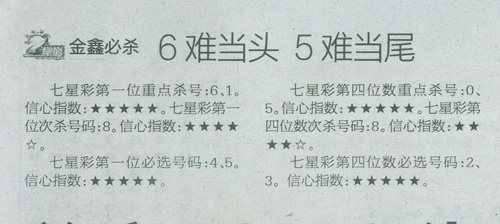 金鑫必杀 6难当头 5难当尾
七星彩第一位重点杀号:6、1。
信心指数:★★★★★。七星彩第一
位次杀号码:8。信心指数:★★★★
☆。
七星彩第一位必选号码:4、5。
信心指数:★★★★★。
七星彩第四位数重点杀号:0、
5。信心指数:★★★★★。七星彩第
四位数次杀号码:8。信心指数:★★
★★☆。
七星彩第四位数必选号码:2、
3。信心指数:★★★★★。